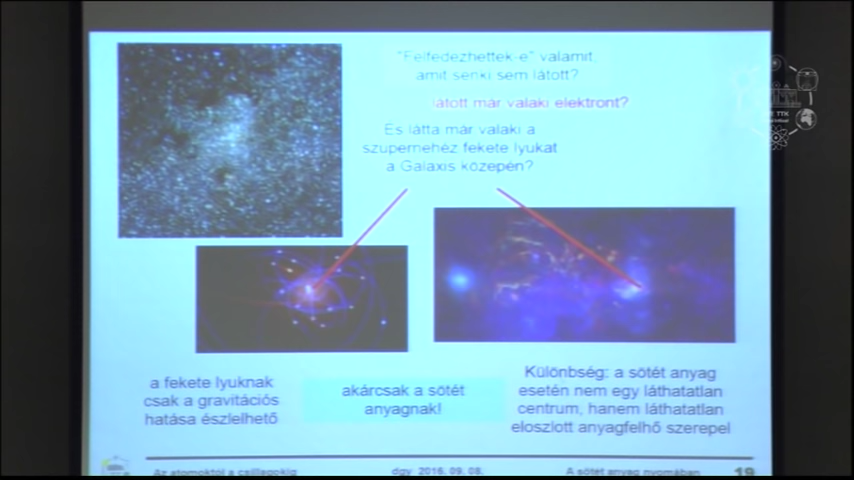 "Felfedezhettek-e" valamit,
amit senki sem látott?
látott már valaki elektront?
És látta már valaki a
szupernehéz fekete lyukat
a Galaxis közepén?
a fekete lyuknak
csak a gravitációs
hatása észlelhető
akárcsak a sötét
anyagnak!
Különbség: a sötét anyag
esetén nem egy láthatatlan
centrum, hanem láthatatlan
eloszlott anyagfelhő szerepel
Az atomoktól a csillagokig
dgy 2016. 09. 08.
A sötét anyag nyomában
19
TTK